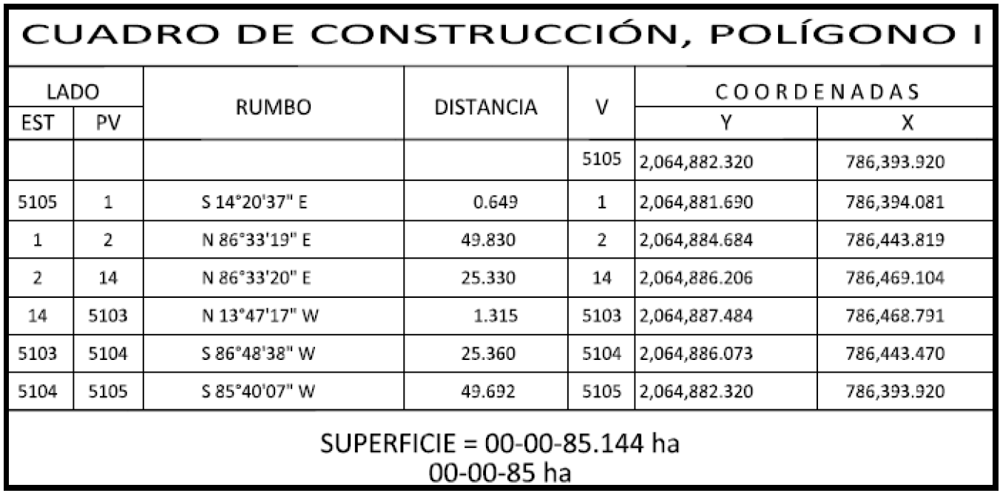 CUADRO DE CONSTRUCCIÓN, POLÍGONO I
LADO RUMBO DISTANCIA V COORDENADAS
EST PV Y X
5105 2,064,882.320 786,393.920
5105 1 S 14°20'37" E 0.649 1 2,064,881.690 786,394.081
1 2 N 86°33'19" E 49.830 2 2,064,884.684 786,443.819
2 14 N 86°33'20" E 25.330 14 2,064,886.206 786,469.104
14 5103 N 13°47'17" W 1.315 5103 2,064,887.484 786,468.791
5103 5104 S 86°48'38" W 25.360 5104 2,064,886.073 786,443.470
5104 5105 S 85°40'07" W 49.692 5105 2,064,882.320 786,393.920
SUPERFICIE = 00-00-85.144 ha
00-00-85 ha